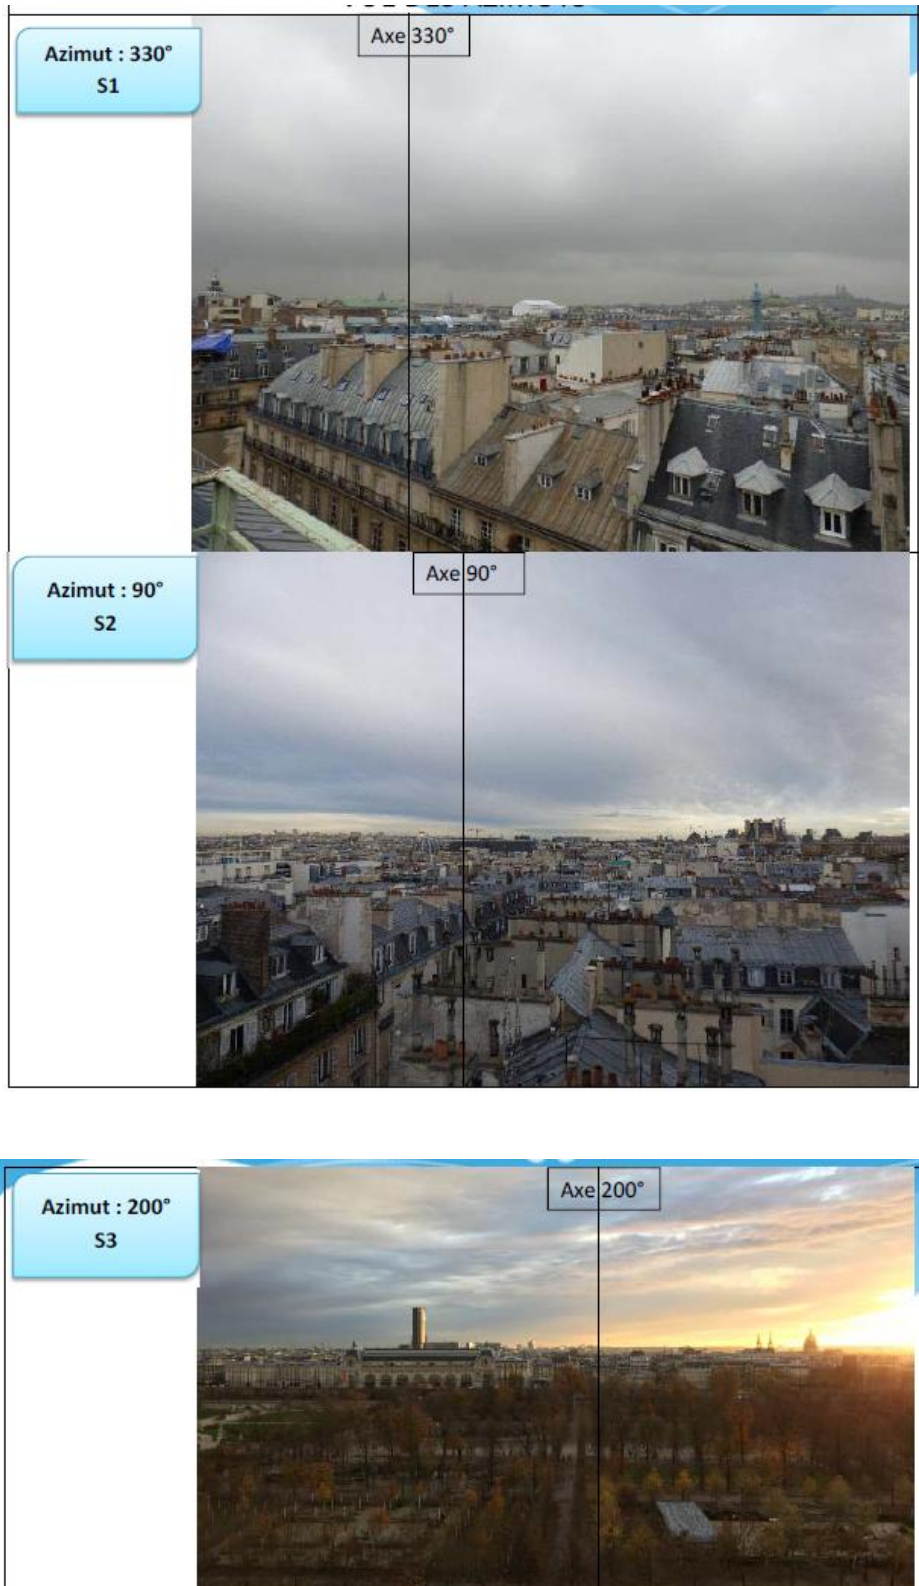 Azimut : 330°
S1
Axe 330°
Azimut : 90°
S2
Axe 90°
Azimut : 200°
S3
Axe 200°